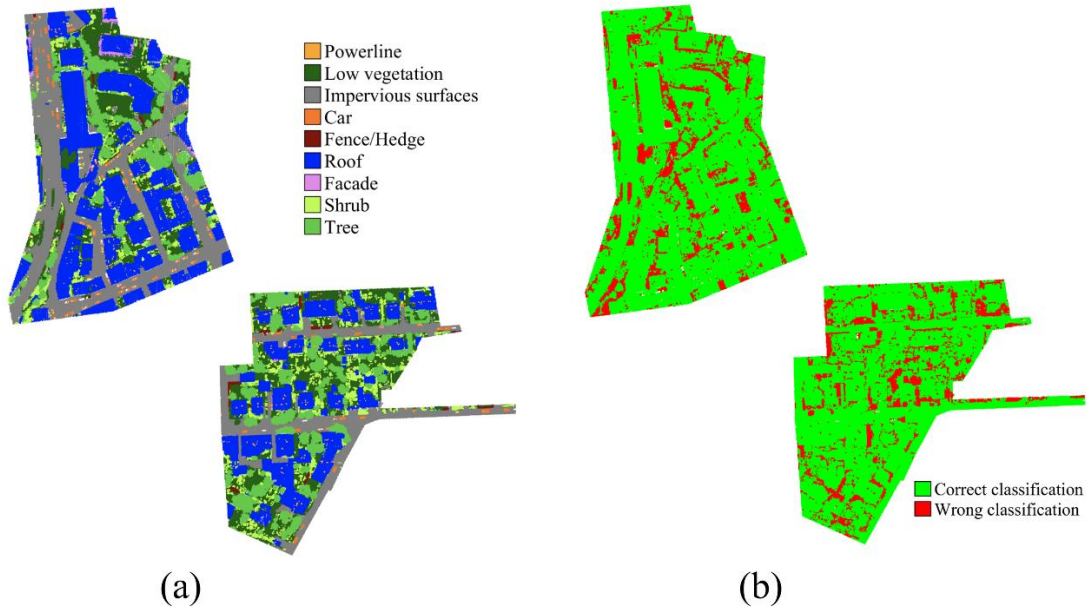 Powerline
Low vegetation
Impervious surfaces
Car
Fence/Hedge
Roof
Facade
Shrub
Tree
Correct classification
Wrong classification
(a)
(b)